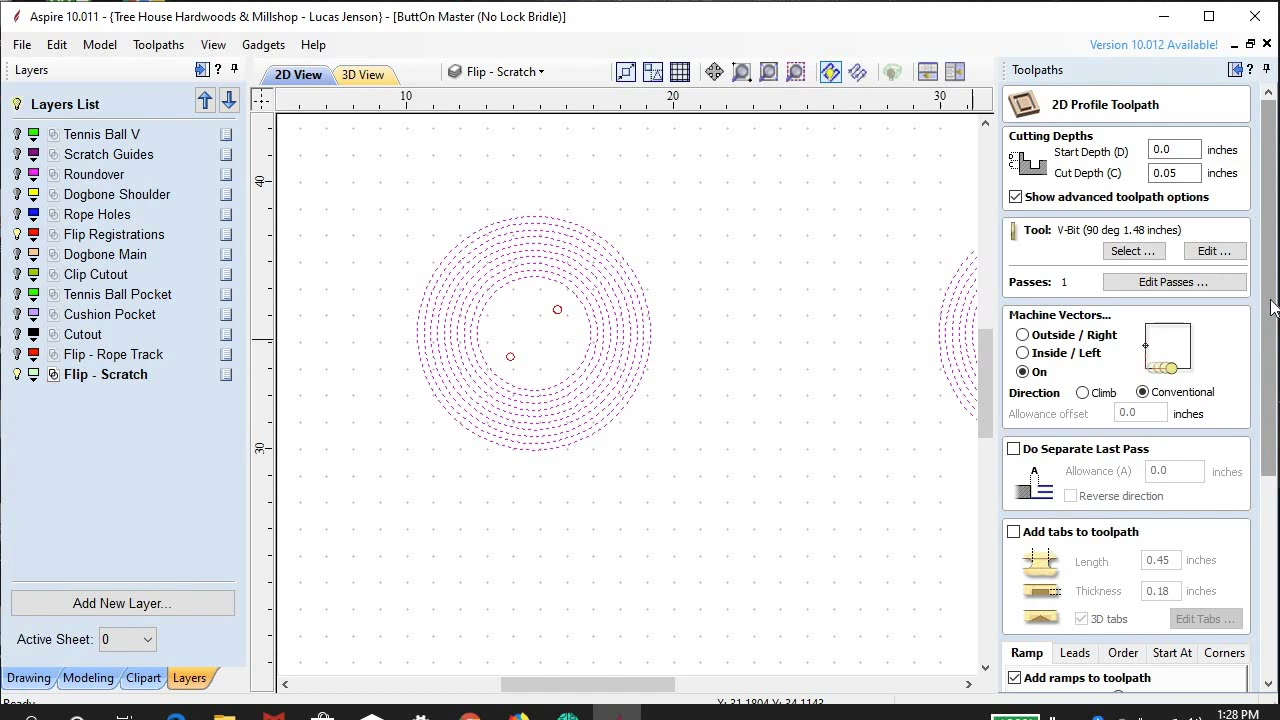 Aspire 10.011 - {Tree House Hardwoods & Millshop - Lucas Jenson} - [ButtOn Master (No Lock Bridle)]
File Edit Model Toolpaths View Gadgets Help Version 10.012 Available!
Layers
2D View 3D View Flip - Scratch
Toolpaths
Layers List
Tennis Ball V
Scratch Guides
Roundover
Dogbone Shoulder
Rope Holes
Flip Registrations
Dogbone Main
Clip Cutout
Tennis Ball Pocket
Cushion Pocket
Cutout
Flip - Rope Track
Flip - Scratch
Add New Layer...
Active Sheet: 0
Drawing Modeling Clipart Layers
10 20 30
40
30
2D Profile Toolpath
Cutting Depths
Start Depth (D) 0.0 inches
Cut Depth (C) 0.05 inches
Show advanced toolpath options
Tool: V-Bit (90 deg 1.48 inches)
Select ... Edit ...
Passes: 1 Edit Passes ...
Machine Vectors...
Outside / Right
Inside / Left
On
Direction Climb Conventional
Allowance offset 0.0 inches
Do Separate Last Pass
A
Allowance (A) 0.0 inches
Reverse direction
Add tabs to toolpath
Length 0.45 inches
Thickness 0.18 inches
3D tabs Edit Tabs ...
Ramp Leads Order Start At Corners
Add ramps to toolpath
Ready
X:31.1804 Y:34.1143
1:28 PM